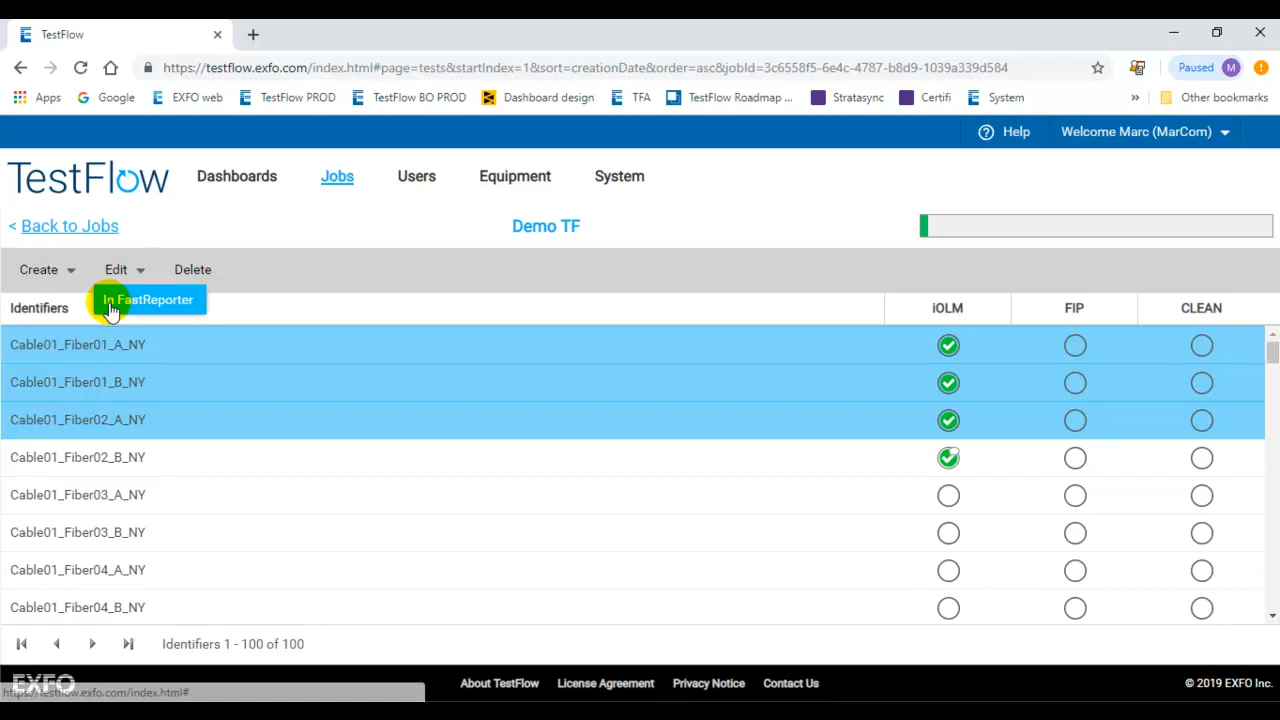 TestFlow
https://testflow.exfo.com/index.html#page=tests&startIndex=1&sort=creationDate&order=asc&jobId=3c6558f5-6e4c-4787-b8d9-1039a339d584
Paused M
Apps Google EXFO web TestFlow PROD TestFlow BO PROD Dashboard design TFA TestFlow Roadmap ... Stratasync Certifi System » Other bookmarks
Help Welcome Marc (MarCom)
TestFlow Dashboards Jobs Users Equipment System
< Back to Jobs Demo TF
Create Edit Delete
In FastReporter
Identifiers iOLM FIP CLEAN
Cable01_Fiber01_A_NY
Cable01_Fiber01_B_NY
Cable01_Fiber02_A_NY
Cable01_Fiber02_B_NY
Cable01_Fiber03_A_NY
Cable01_Fiber03_B_NY
Cable01_Fiber04_A_NY
Cable01_Fiber04_B_NY
Identifiers 1 - 100 of 100
EXFO
https://testflow.exfo.com/index.html#
About TestFlow License Agreement Privacy Notice Contact Us © 2019 EXFO Inc.